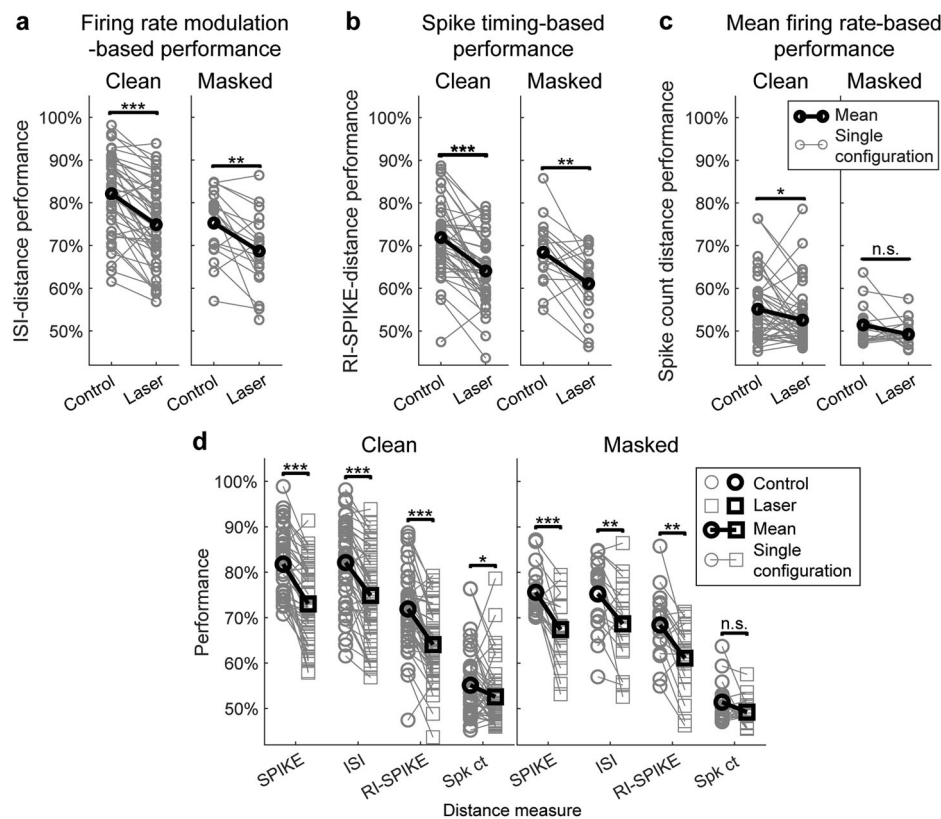 a
Firing rate modulation
-based performance
Clean
Masked
ISI-distance performance
100%
90%
80%
70%
60%
50%
***
**
Control
Laser
Control
Laser
b
Spike timing-based
performance
Clean
Masked
RI-SPIKE-distance performance
100%
90%
80%
70%
60%
50%
***
**
Control
Laser
Control
Laser
c
Mean firing rate-based
performance
Clean
Masked
Spike count distance performance
100%
90%
80%
70%
60%
50%
Mean
Single
configuration
*
n.s.
Control
Laser
Control
Laser
d
Clean
Masked
Performance
100%
90%
80%
70%
60%
50%
***
***
***
*
***
**
**
n.s.
Control
Laser
Mean
Single
configuration
SPIKE
ISI
RI-SPIKE
Spk ct
SPIKE
ISI
RI-SPIKE
Spk ct
Distance measure